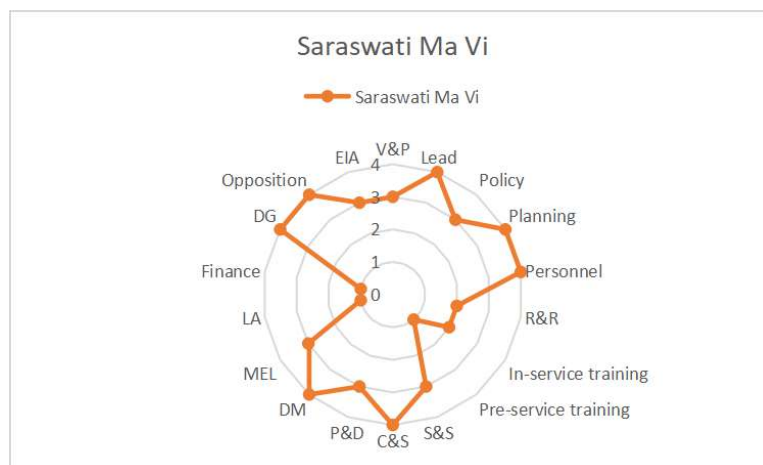 Saraswati Ma Vi
Saraswati Ma Vi
V&P
Lead
Policy
Planning
Personnel
R&R
In-service training
Pre-service training
S&S
C&S
P&D
DM
MEL
LA
Finance
DG
Opposition
EIA
4
3
2
1
0